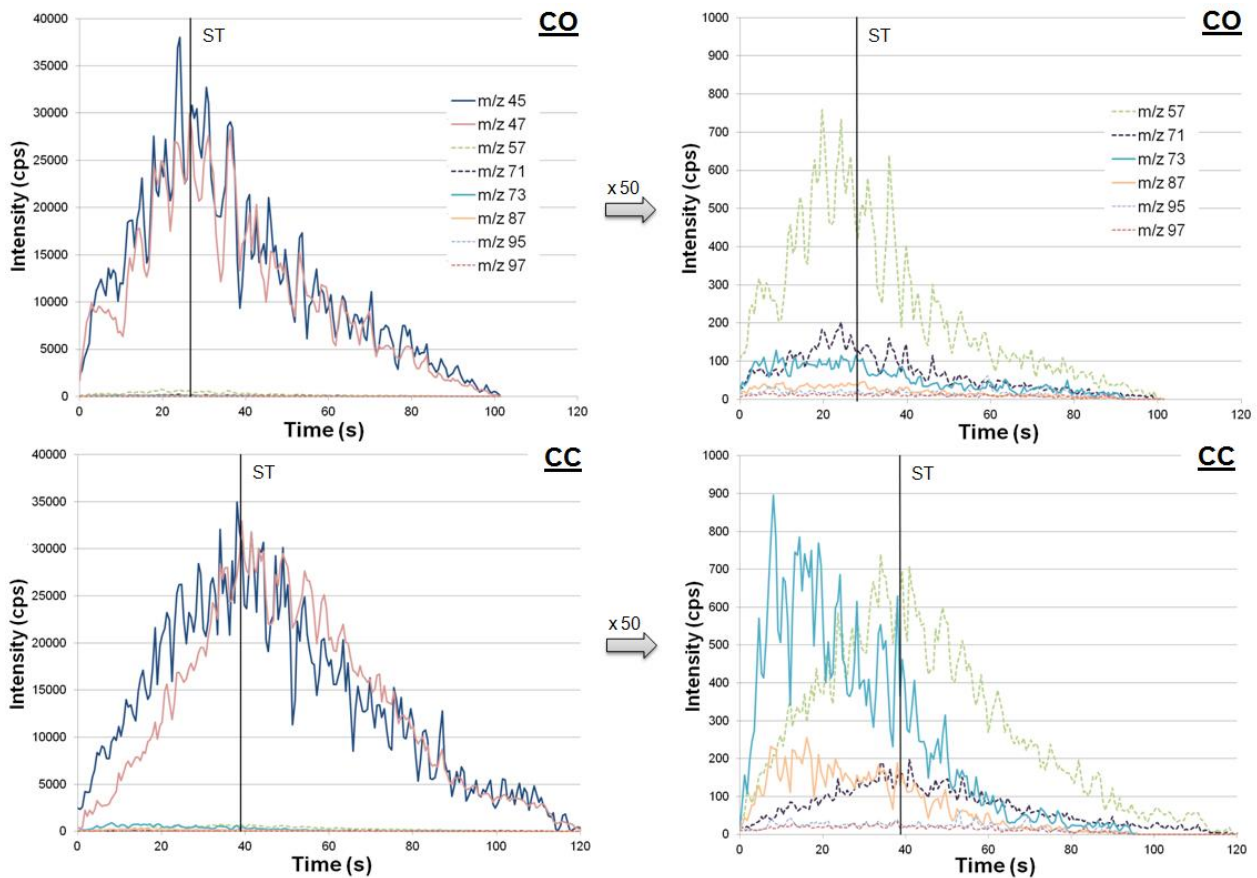 CO
ST
40000
35000
30000
25000
20000
15000
10000
5000
0
Intensity (cps)
m/z 45
m/z 47
m/z 57
m/z 71
m/z 73
m/z 87
m/z 95
m/z 97
0 20 40 60 80 100 120
Time (s)
x 50
CO
ST
1000
900
800
700
600
500
400
300
200
100
0
Intensity (cps)
m/z 57
m/z 71
m/z 73
m/z 87
m/z 95
m/z 97
0 20 40 60 80 100 120
Time (s)
CC
ST
40000
35000
30000
25000
20000
15000
10000
5000
0
Intensity (cps)
0 20 40 60 80 100 120
Time (s)
x 50
CC
ST
1000
900
800
700
600
500
400
300
200
100
0
Intensity (cps)
0 20 40 60 80 100 120
Time (s)